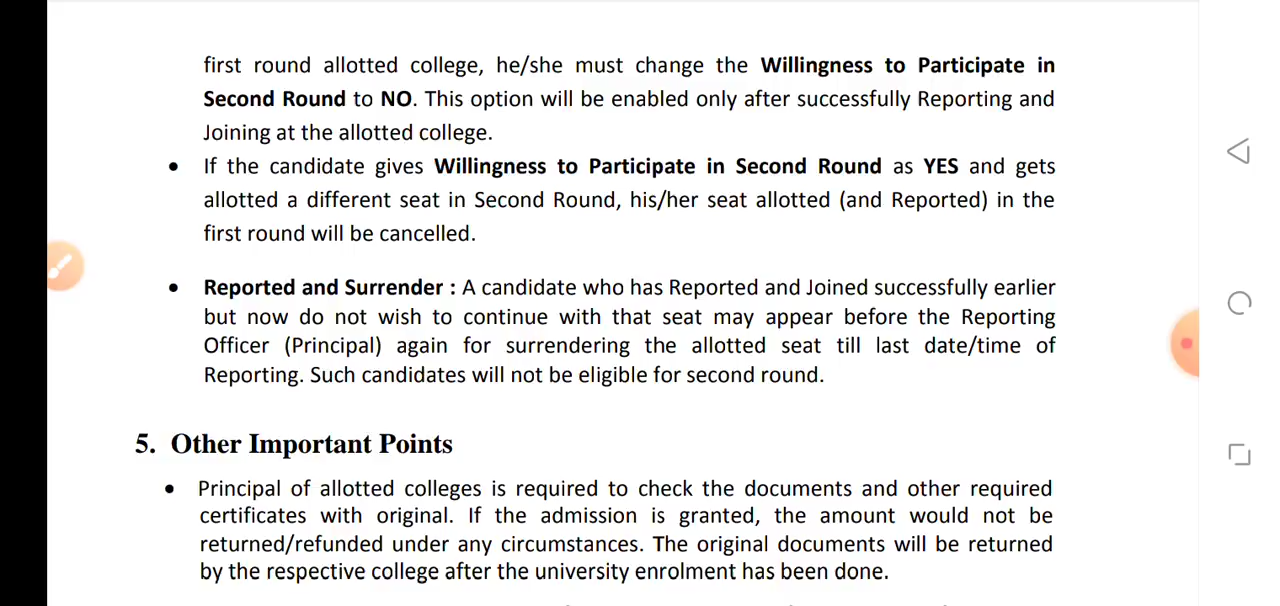 first round allotted college, he/she must change the Willingness to Participate in
Second Round to NO. This option will be enabled only after successfully Reporting and
Joining at the allotted college.
• If the candidate gives Willingness to Participate in Second Round as YES and gets
allotted a different seat in Second Round, his/her seat allotted (and Reported) in the
first round will be cancelled.
• Reported and Surrender : A candidate who has Reported and Joined successfully earlier
but now do not wish to continue with that seat may appear before the Reporting
Officer (Principal) again for surrendering the allotted seat till last date/time of
Reporting. Such candidates will not be eligible for second round.
5. Other Important Points
• Principal of allotted colleges is required to check the documents and other required
certificates with original. If the admission is granted, the amount would not be
returned/refunded under any circumstances. The original documents will be returned
by the respective college after the university enrolment has been done.